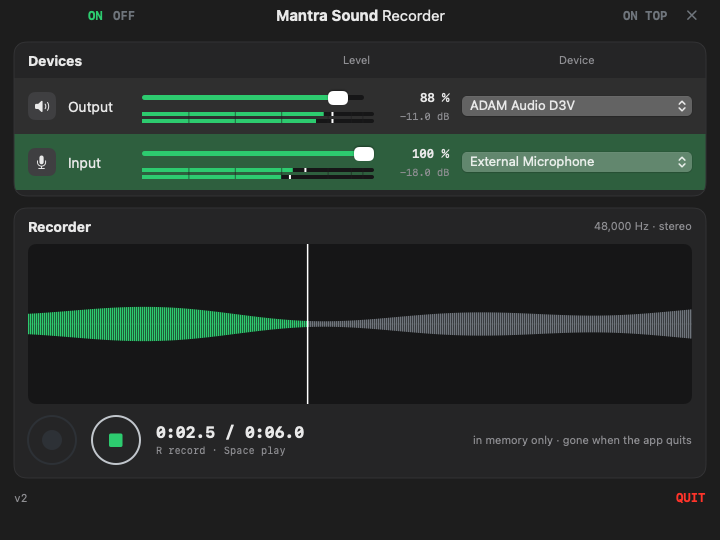 ON OFF Mantra Sound Recorder ON TOP
Devices Level Device
Output 88 % ADAM Audio D3V
-11.0 dB
Input 100 % External Microphone
-18.0 dB
Recorder 48,000 Hz · stereo
0:02.5 / 0:06.0
R record · Space play
in memory only · gone when the app quits
v2 QUIT